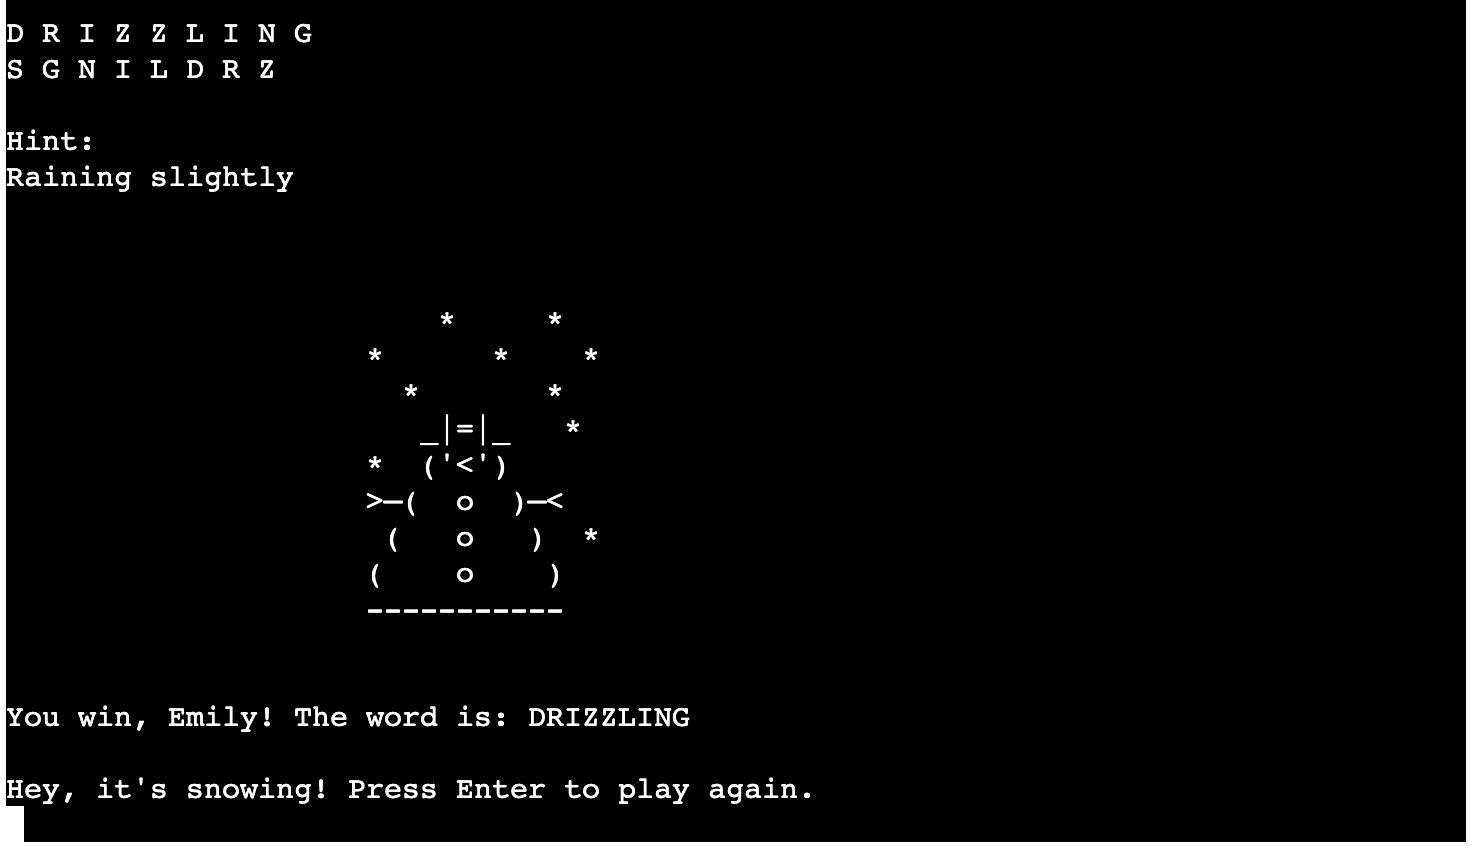 D R I Z Z L I N G
S G N I L D R Z
Hint:
Raining slightly
* *
* * *
* *
_|=|_ *
* ('<')
>-( o )-<
( o ) *
( o )
-----------
You win, Emily! The word is: DRIZZLING
Hey, it's snowing! Press Enter to play again.